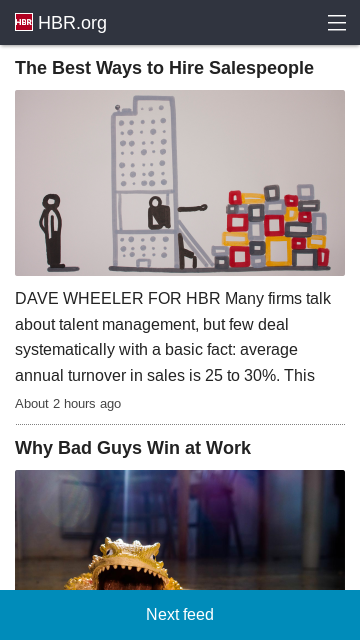 HBR HBR.org
The Best Ways to Hire Salespeople
DAVE WHEELER FOR HBR Many firms talk
about talent management, but few deal
systematically with a basic fact: average
annual turnover in sales is 25 to 30%. This
About 2 hours ago
Why Bad Guys Win at Work
Next feed